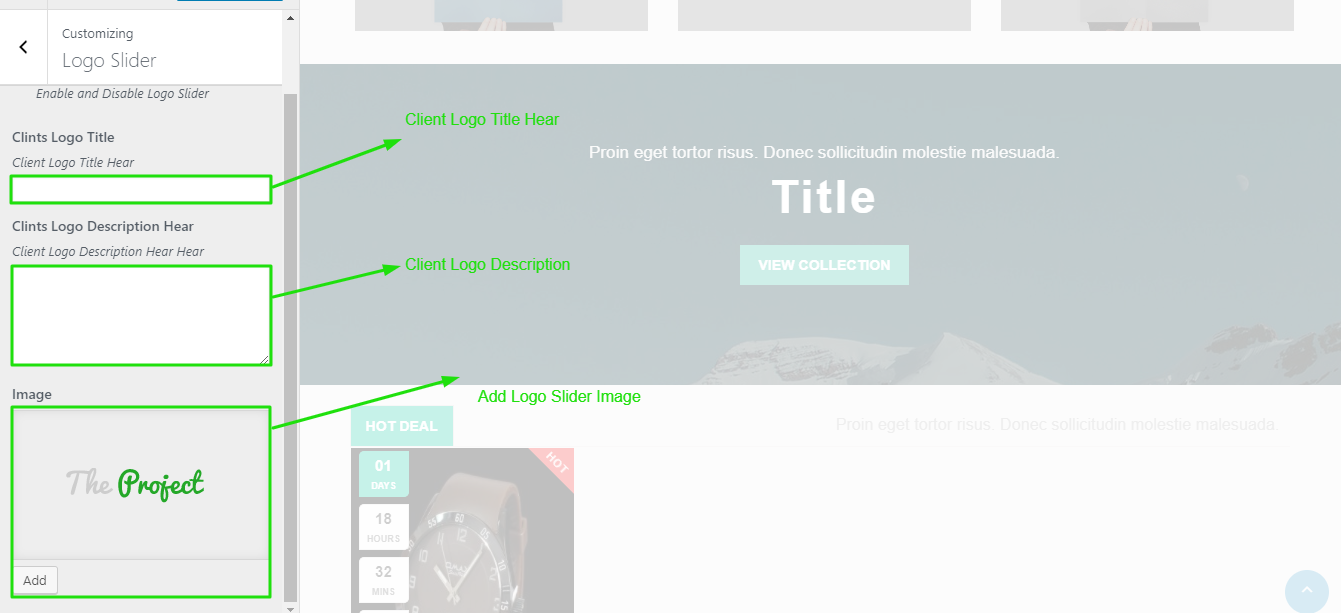 Customizing
Logo Slider
Enable and Disable Logo Slider
Clints Logo Title
Client Logo Title Hear
Clints Logo Description Hear
Client Logo Description Hear Hear
Image
The Project
Add
Client Logo Title Hear
Client Logo Description
Add Logo Slider Image
Proin eget tortor risus. Donec sollicitudin molestie malesuada.
Title
VIEW COLLECTION
HOT DEAL
Proin eget tortor risus. Donec sollicitudin molestie malesuada.
HOT
01
DAYS
18
HOURS
32
MINS
60